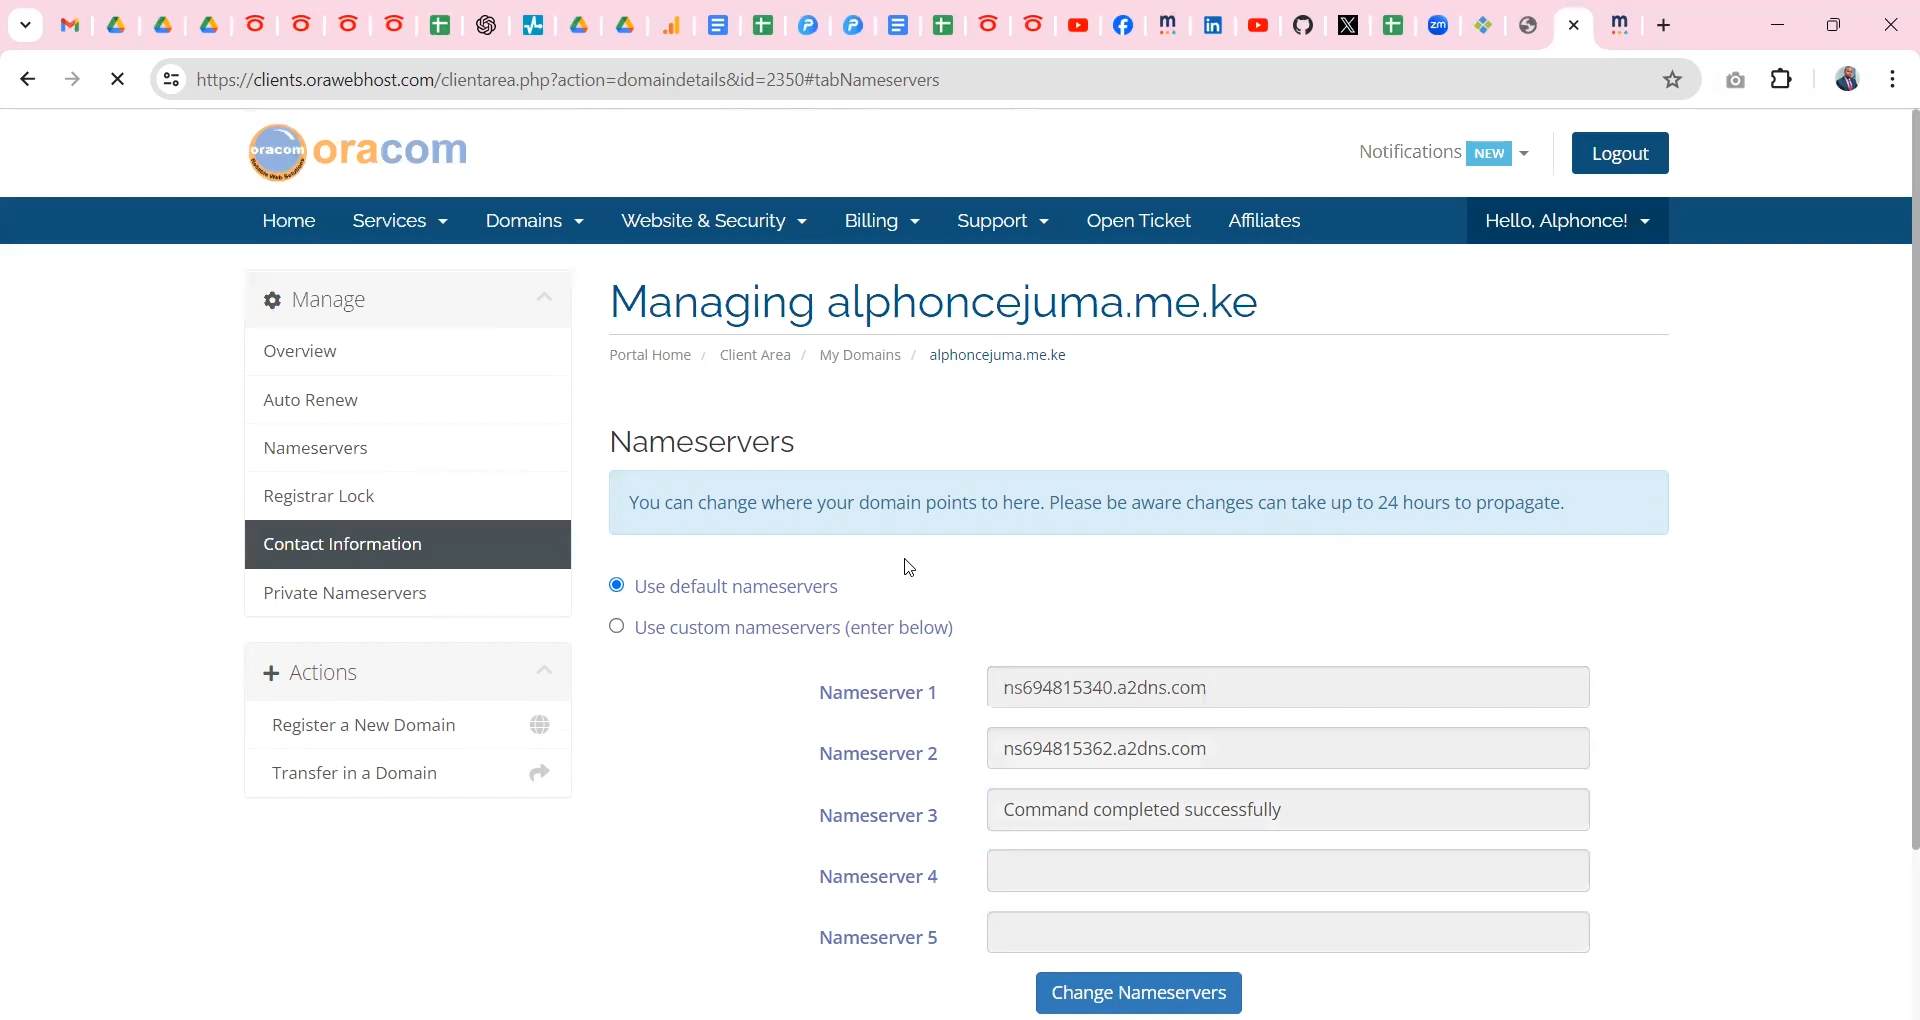 https://clients.orawebhost.com/clientarea.php?action=domaindetails&id=2350#tabNameservers
oracom
oracom
Reliable Web Solutions
Notifications NEW
Logout
Home Services Domains Website & Security Billing Support Open Ticket Affiliates Hello, Alphonce!
Manage
Overview
Auto Renew
Nameservers
Registrar Lock
Contact Information
Private Nameservers
Actions
Register a New Domain
Transfer in a Domain
Managing alphoncejuma.me.ke
Portal Home / Client Area / My Domains / alphoncejuma.me.ke
Nameservers
You can change where your domain points to here. Please be aware changes can take up to 24 hours to propagate.
Use default nameservers
Use custom nameservers (enter below)
Nameserver 1 ns694815340.a2dns.com
Nameserver 2 ns694815362.a2dns.com
Nameserver 3 Command completed successfully
Nameserver 4
Nameserver 5
Change Nameservers